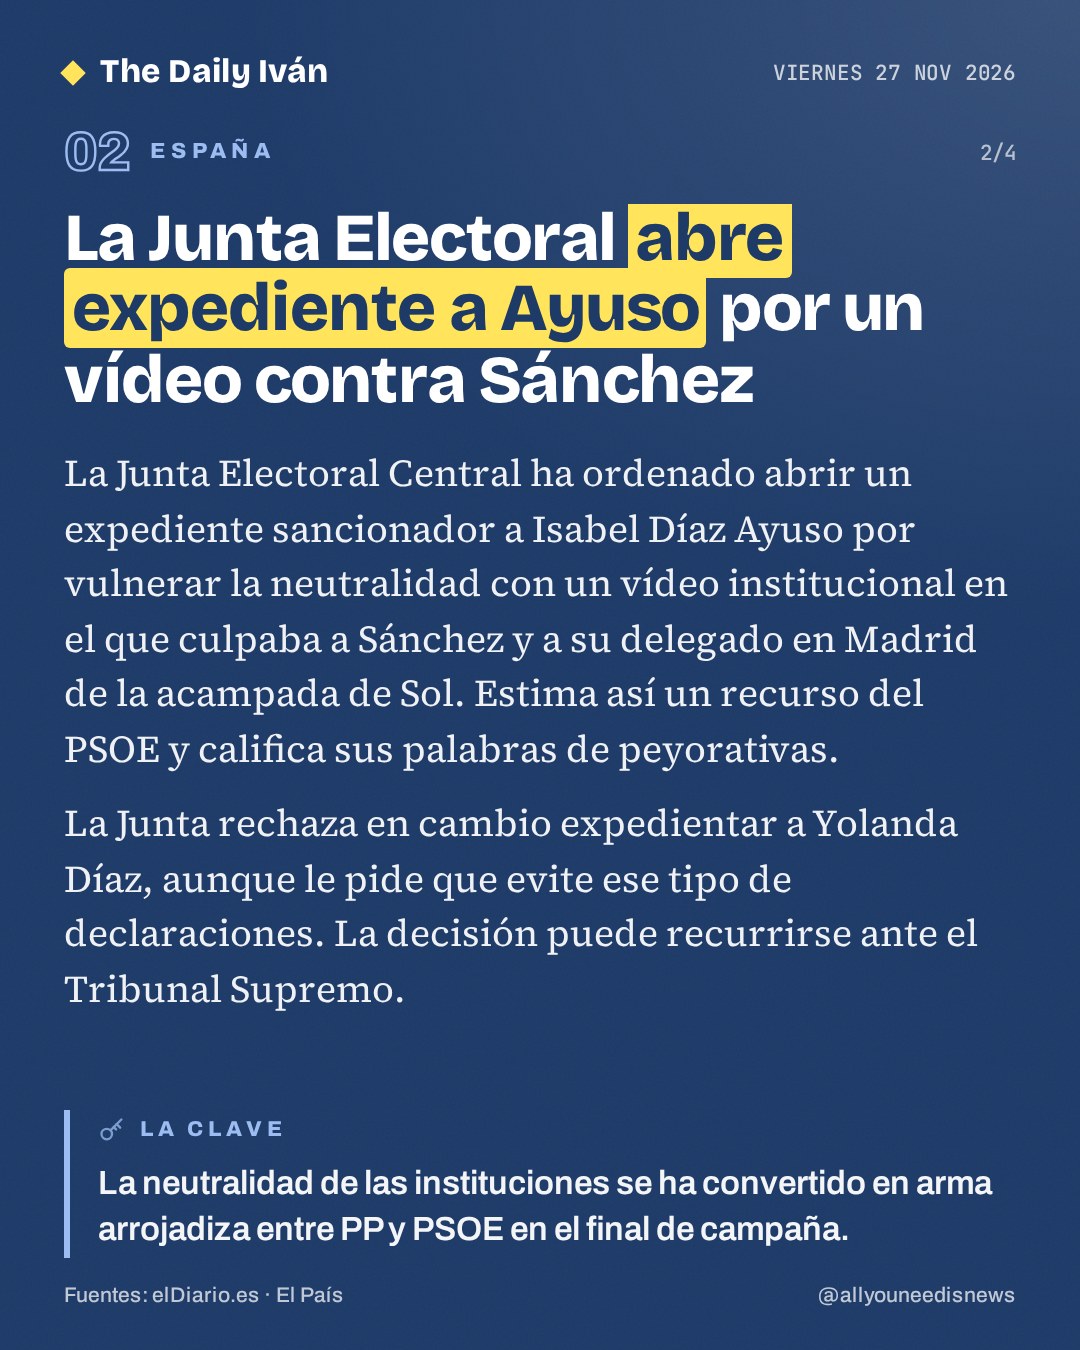 The Daily Iván
VIERNES 27 NOV 2026
02 ESPAÑA
2/4
La Junta Electoral abre
expediente a Ayuso por un
vídeo contra Sánchez
La Junta Electoral Central ha ordenado abrir un
expediente sancionador a Isabel Díaz Ayuso por
vulnerar la neutralidad con un vídeo institucional en
el que culpaba a Sánchez y a su delegado en Madrid
de la acampada de Sol. Estima así un recurso del
PSOE y califica sus palabras de peyorativas.
La Junta rechaza en cambio expedientar a Yolanda
Díaz, aunque le pide que evite ese tipo de
declaraciones. La decisión puede recurrirse ante el
Tribunal Supremo.
LA CLAVE
La neutralidad de las instituciones se ha convertido en arma
arrojadiza entre PP y PSOE en el final de campaña.
Fuentes: elDiario.es · El País
@allyouneedisnews